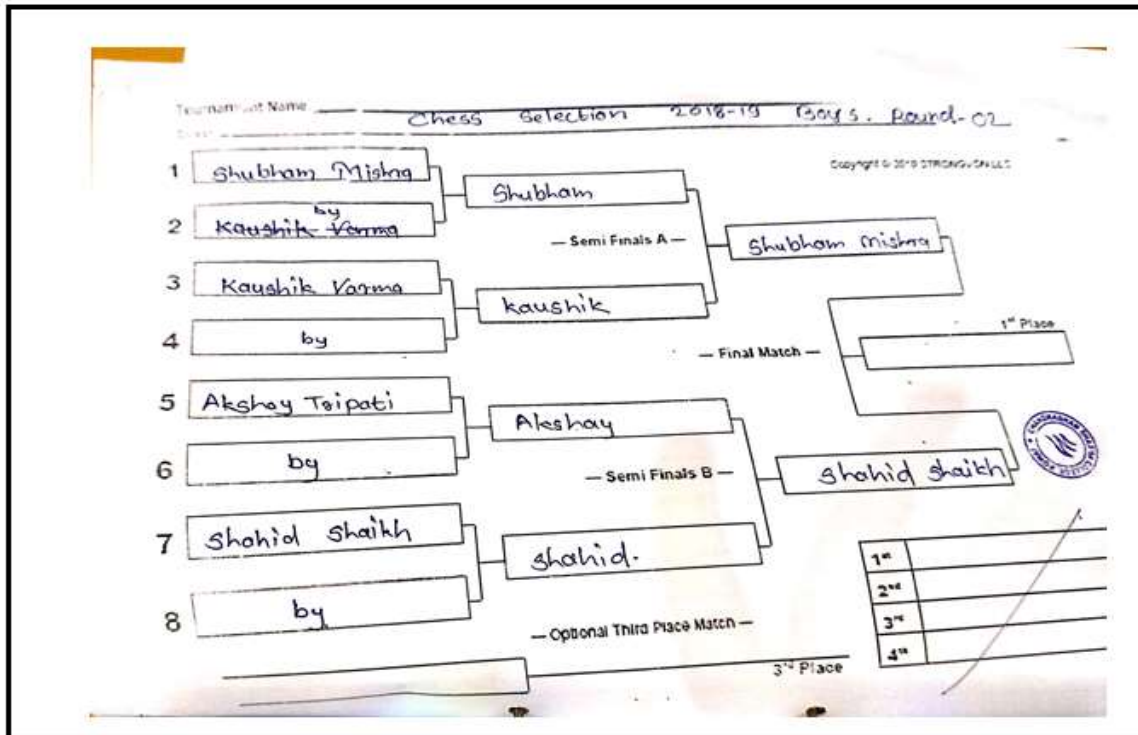 Tournament Name Chess Selection 2018-19 Boys. Round-02
Copyright © 2010 STRONGVON LLC
1 Shubham Mishra
Shubham
2 by Kaushik Varma
— Semi Finals A —
Shubham Mishra
3 Kaushik Varma
kaushik
4 by
— Final Match —
1st Place
5 Akshay Tripati
Akshay
6 by
— Semi Finals B —
Shahid Shaikh
7 Shahid Shaikh
Shahid.
8 by
— Optional Third Place Match —
3rd Place
1st
2nd
3rd
4th